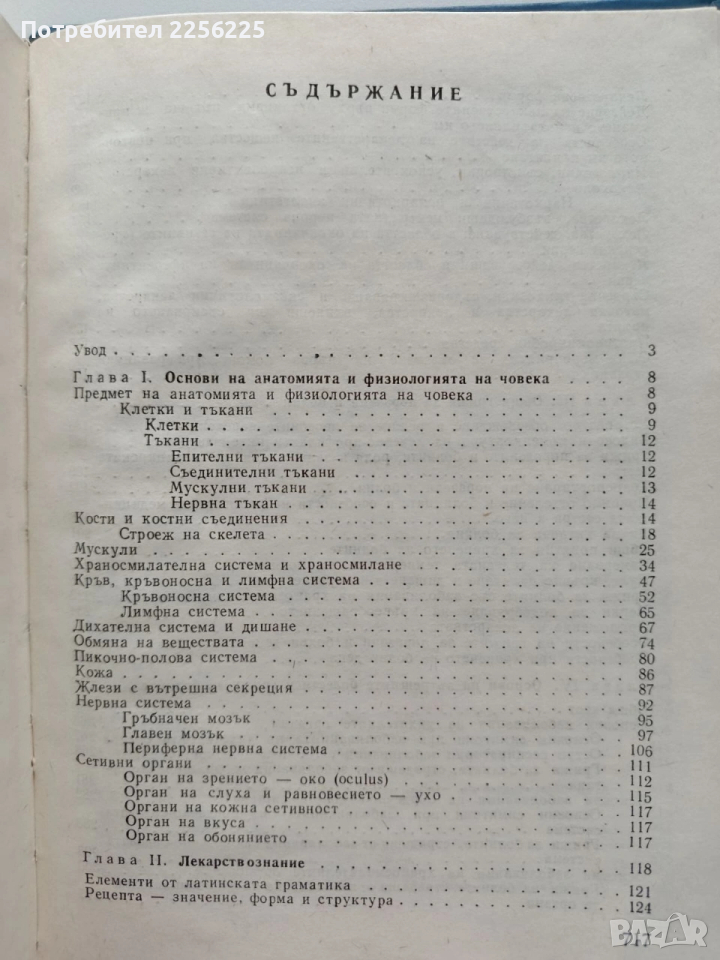 Потребител 2256225
СЪДЪРЖАНИЕ
Увод . . . . . . . . . . . . . . . . . . . . 3
Глава I. Основи на анатомията и физиологията на човека . . . . 8
Предмет на анатомията и физиологията на човека . . . . . . . . 8
Клетки и тъкани . . . . . . . . . . . . . . . . 9
Клетки . . . . . . . . . . . . . . . . 9
Тъкани . . . . . . . . . . . . . . . . 12
Епителни тъкани . . . . . . . . . . . . 12
Съединителни тъкани . . . . . . . . . . . . 12
Мускулни тъкани . . . . . . . . . . . . 13
Нервна тъкан . . . . . . . . . . . . 14
Кости и костни съединения . . . . . . . . . . . . 14
Строеж на скелета . . . . . . . . . . . . 18
Мускули . . . . . . . . . . . . . . . . 25
Храносмилателна система и храносмилане . . . . . . . . 34
Кръв, кръвоносна и лимфна система . . . . . . . . . . 47
Кръвоносна система . . . . . . . . . . . . 52
Лимфна система . . . . . . . . . . . . 65
Дихателна система и дишане . . . . . . . . . . . . 67
Обмяна на веществата . . . . . . . . . . . . 74
Пикочно-полова система . . . . . . . . . . . . 80
Кожа . . . . . . . . . . . . . . . . 86
Жлези с вътрешна секреция . . . . . . . . . . . . 87
Нервна система . . . . . . . . . . . . . . 92
Гръбначен мозък . . . . . . . . . . . . 95
Главен мозък . . . . . . . . . . . . 97
Периферна нервна система . . . . . . . . . . 106
Сетивни органи . . . . . . . . . . . . . . 111
Орган на зрението — око (oculus) . . . . . . . . 112
Орган на слуха и равновесието — ухо . . . . . . . . 115
Органи на кожна сетивност . . . . . . . . . . 117
Орган на вкуса . . . . . . . . . . . . 117
Орган на обонянието . . . . . . . . . . . . 117
Глава II. Лекарствознание . . . . . . . . . . . . 118
Елементи от латинската граматика . . . . . . . . . . 121
Рецепта — значение, форма и структура . . . . . . . . 124
717
BAZAR